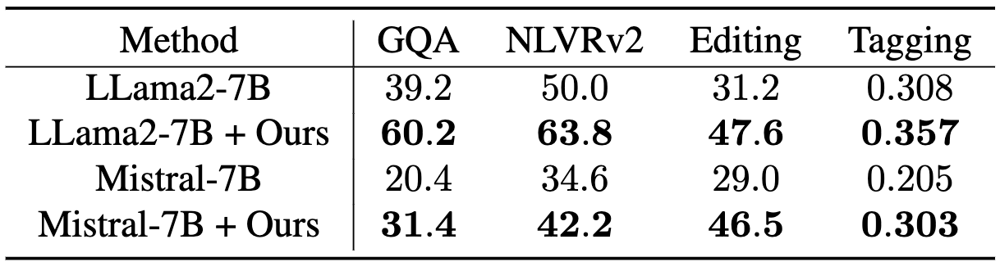 Method GQA NLVRv2 Editing Tagging
LLama2-7B 39.2 50.0 31.2 0.308
LLama2-7B + Ours 60.2 63.8 47.6 0.357
Mistral-7B 20.4 34.6 29.0 0.205
Mistral-7B + Ours 31.4 42.2 46.5 0.303